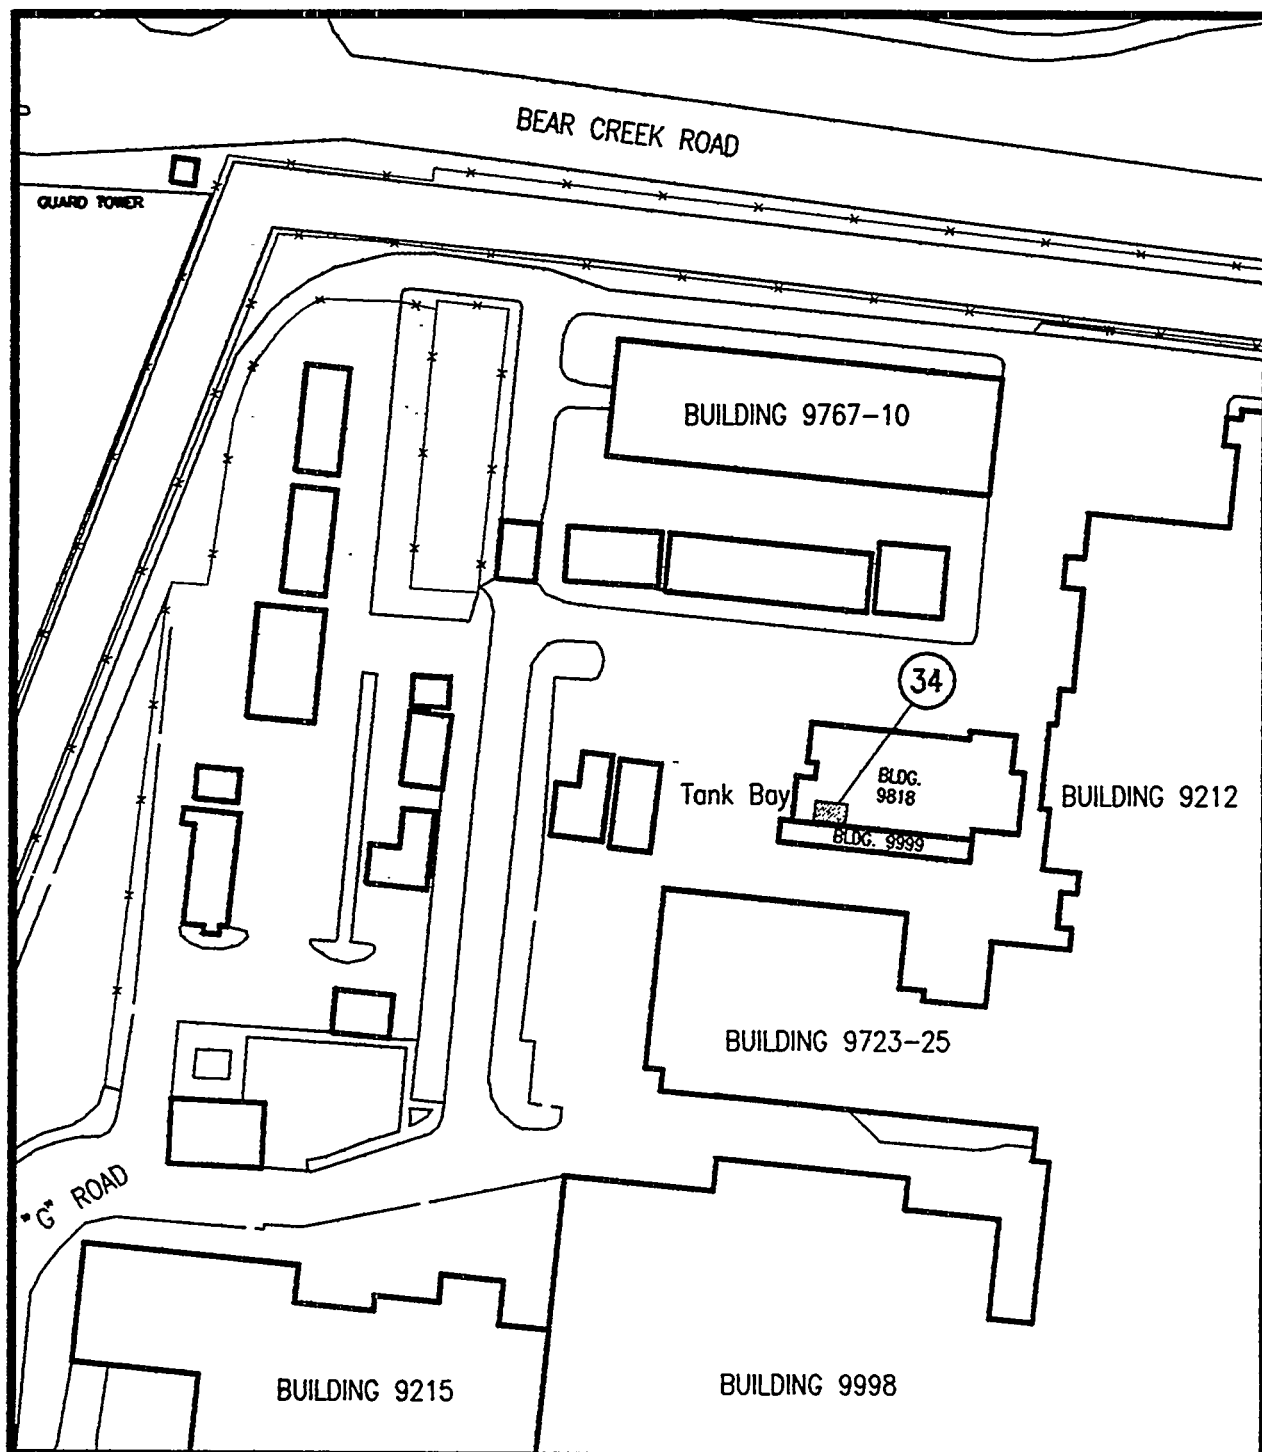 BEAR CREEK ROAD
GUARD TOWER
BUILDING 9767-10
34
BLDG.
9818
Tank Bay
BUILDING 9212
BLDG. 9999
BUILDING 9723-25
"G" ROAD
BUILDING 9215
BUILDING 9998